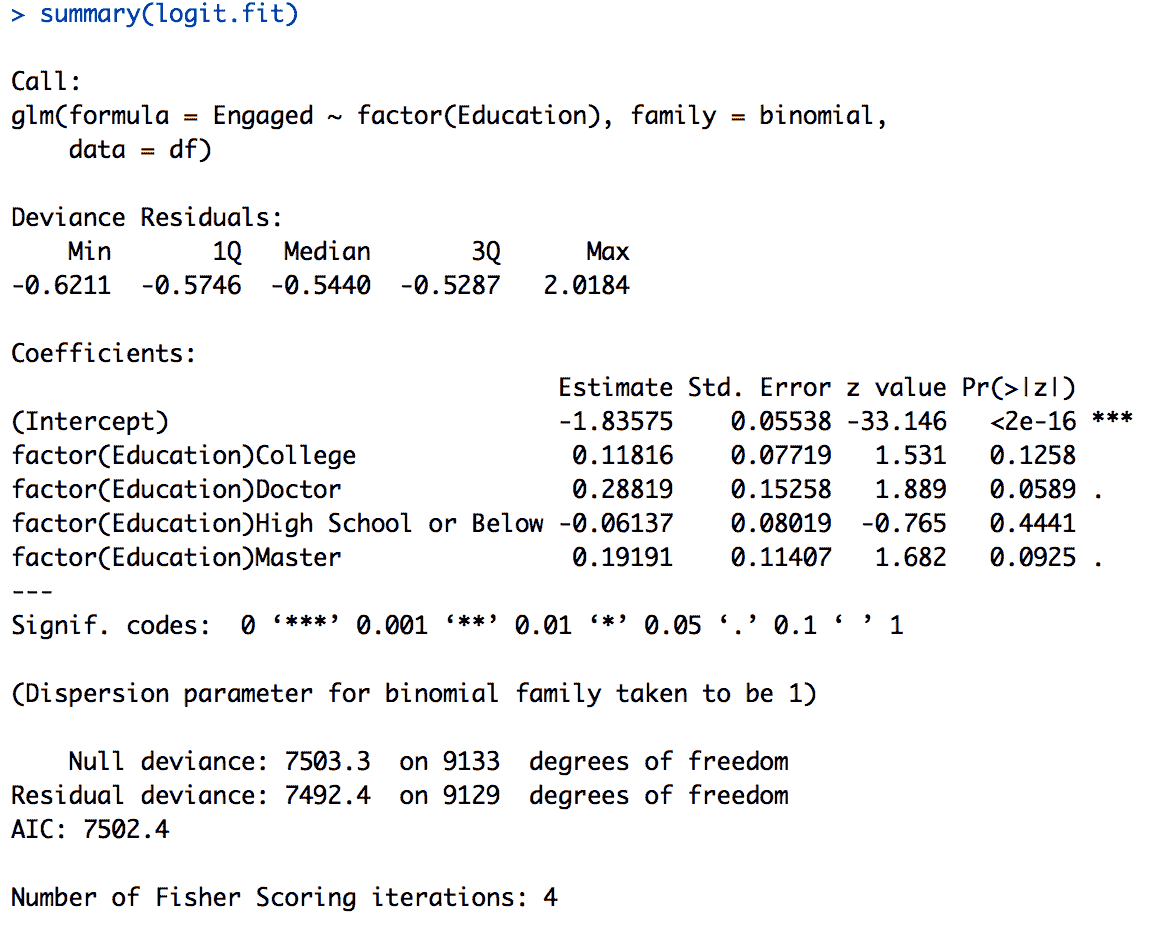 > summary(logit.fit)
Call:
glm(formula = Engaged ~ factor(Education), family = binomial,
    data = df)
Deviance Residuals:
    Min       1Q   Median       3Q      Max
-0.6211  -0.5746  -0.5440  -0.5287   2.0184
Coefficients:
                                      Estimate Std. Error z value Pr(>|z|)
(Intercept)                           -1.83575    0.05538 -33.146   <2e-16 ***
factor(Education)College               0.11816    0.07719   1.531   0.1258
factor(Education)Doctor                0.28819    0.15258   1.889   0.0589 .
factor(Education)High School or Below -0.06137    0.08019  -0.765   0.4441
factor(Education)Master                0.19191    0.11407   1.682   0.0925 .
---
Signif. codes:  0 ‘***’ 0.001 ‘**’ 0.01 ‘*’ 0.05 ‘.’ 0.1 ‘ ’ 1
(Dispersion parameter for binomial family taken to be 1)
    Null deviance: 7503.3  on 9133  degrees of freedom
Residual deviance: 7492.4  on 9129  degrees of freedom
AIC: 7502.4
Number of Fisher Scoring iterations: 4